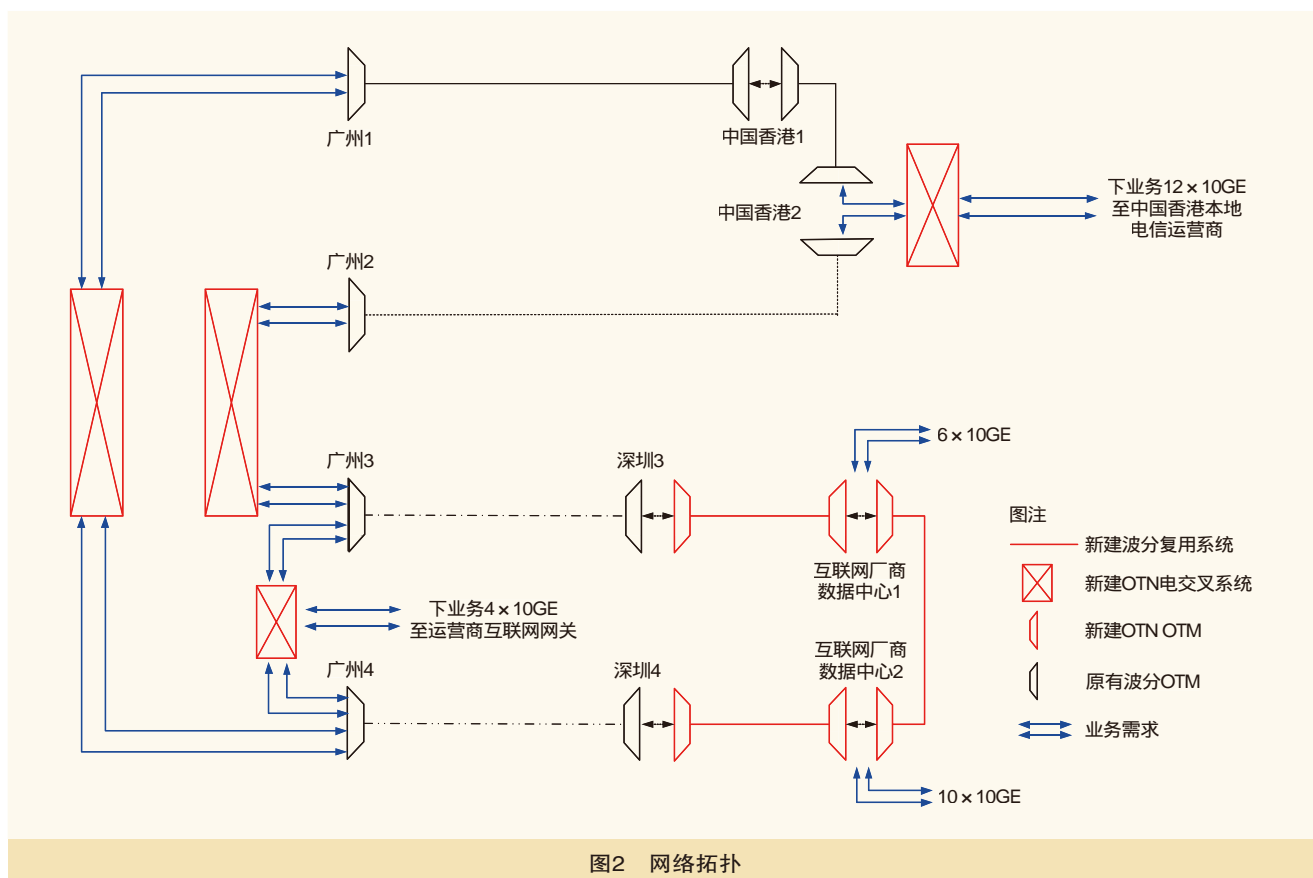 广州1
中国香港1
中国香港2
下业务12×10GE
至中国香港本地
电信运营商
广州2
6×10GE
广州3
深圳3
互联网厂商
数据中心1
下业务4×10GE
至运营商互联网网关
广州4
深圳4
互联网厂商
数据中心2
10×10GE
图注
新建波分复用系统
新建OTN电交叉系统
新建OTN OTM
原有波分OTM
业务需求
图2 网络拓扑